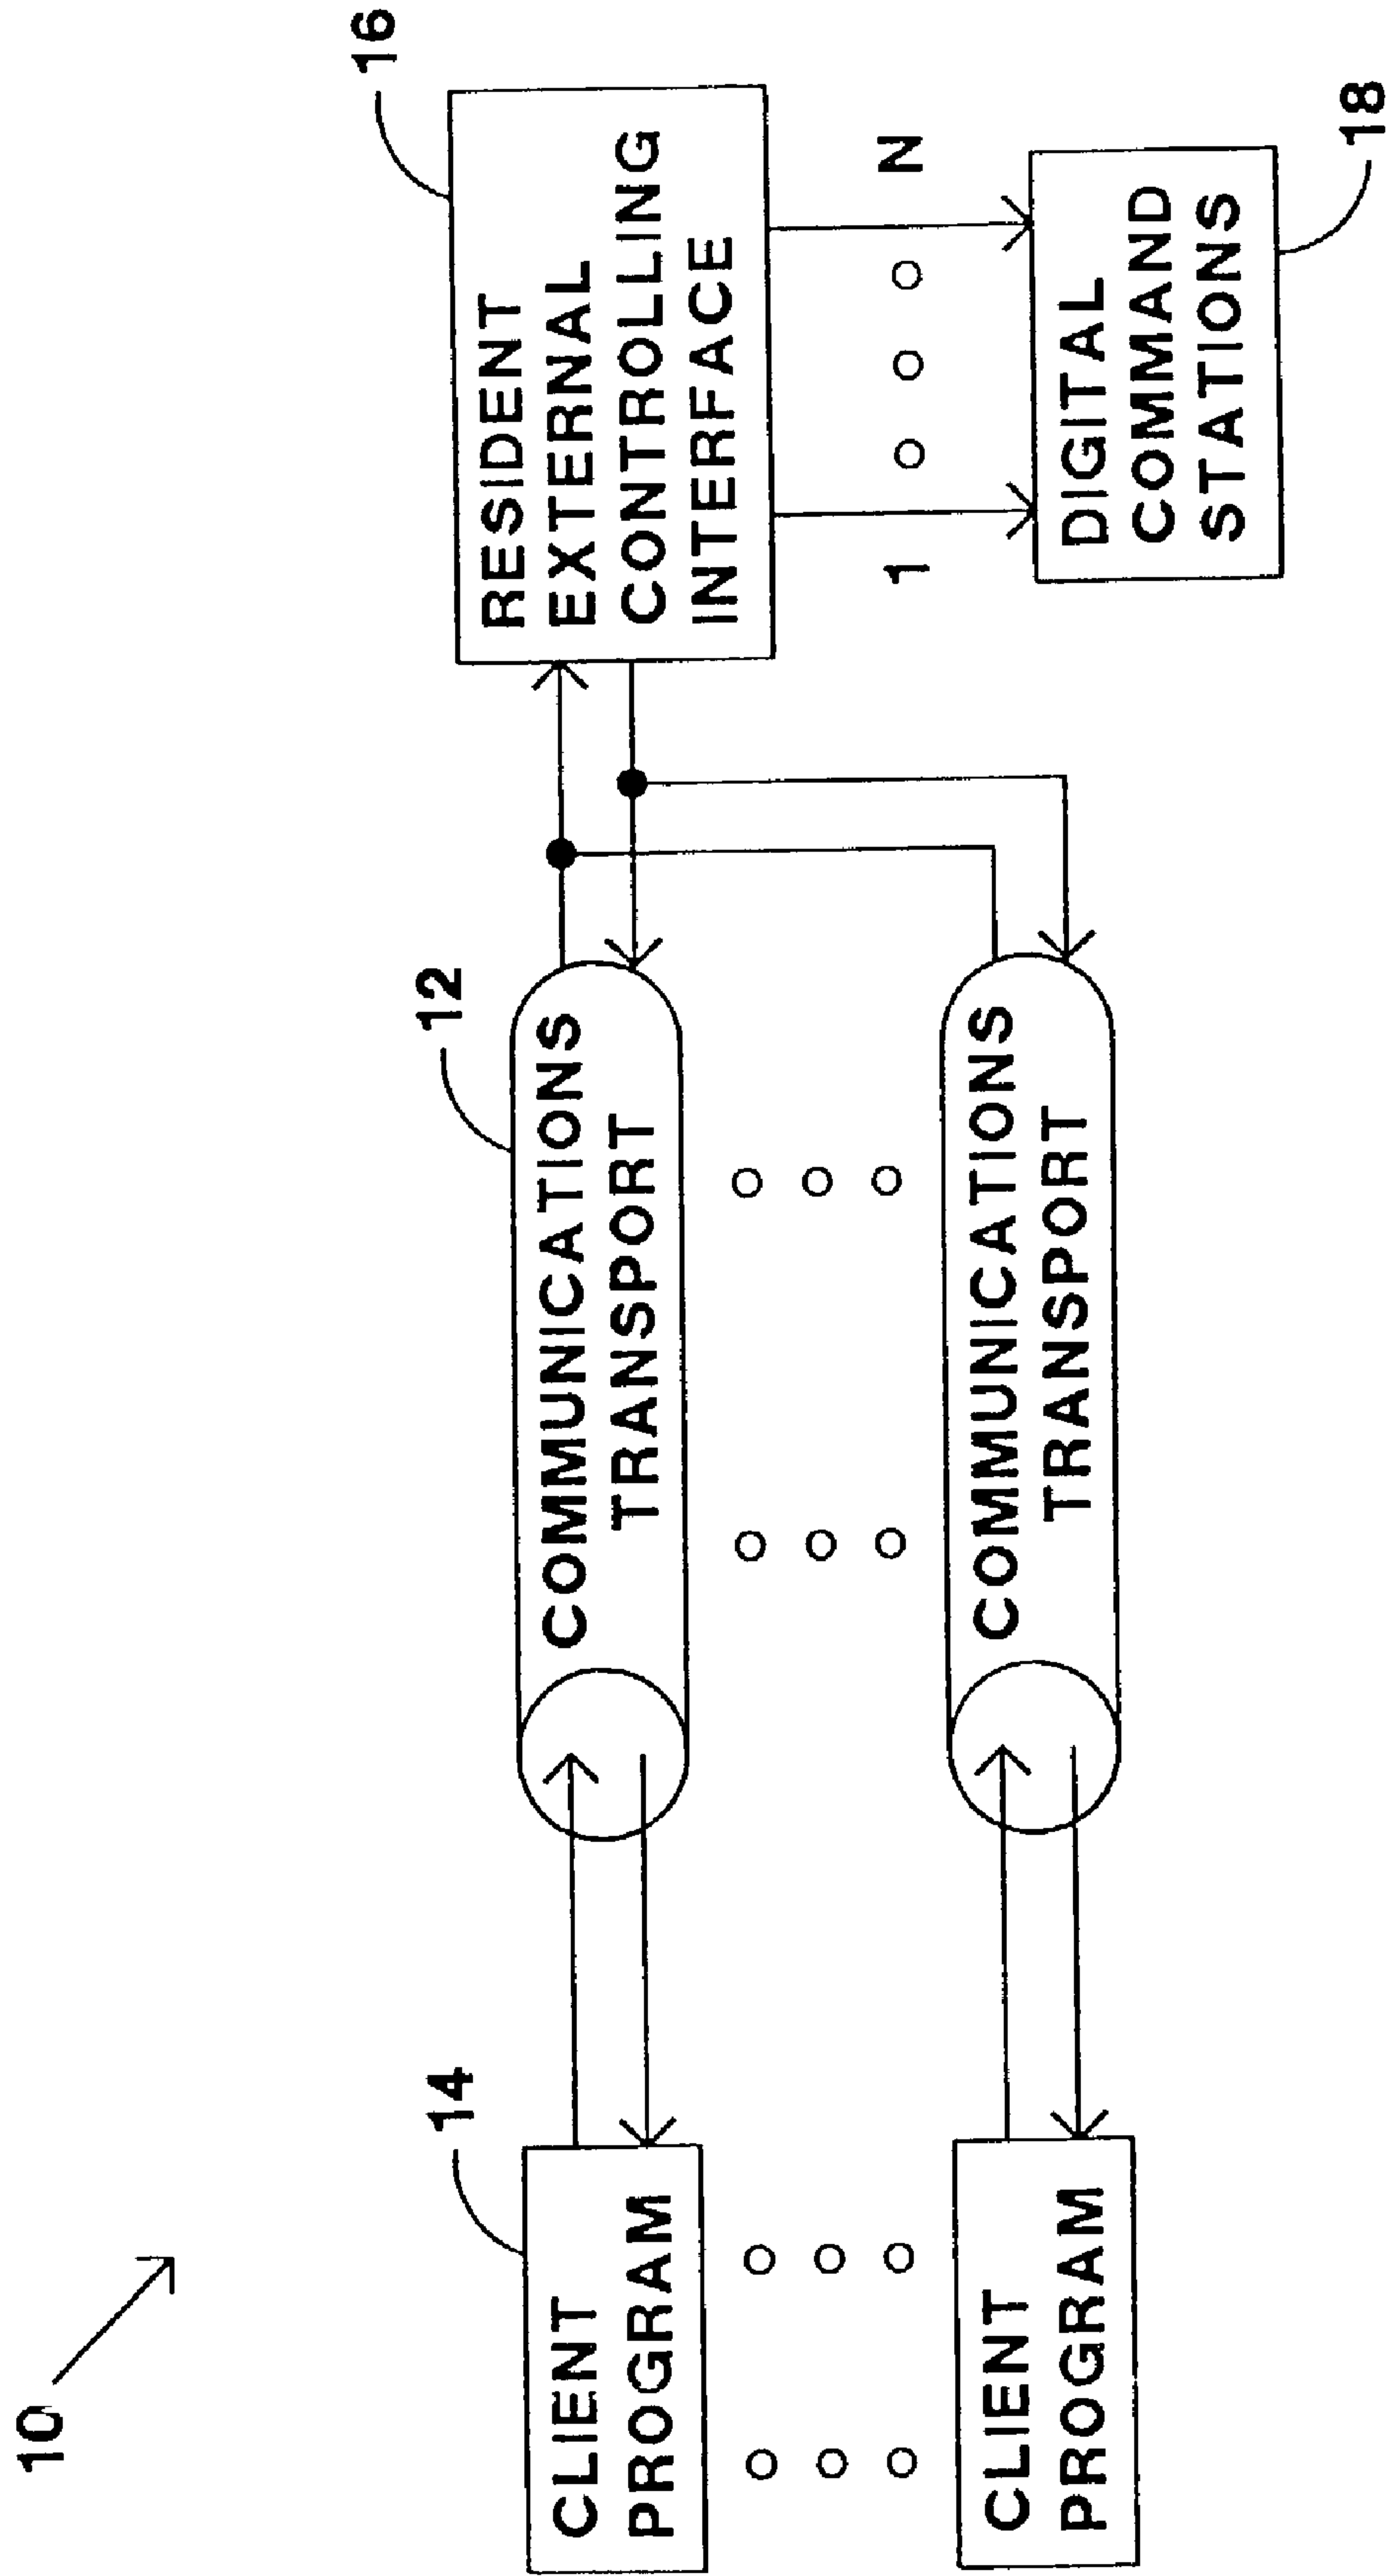 10
14
CLIENT
PROGRAM
12
COMMUNICATIONS
TRANSPORT
16
RESIDENT
EXTERNAL
CONTROLLING
INTERFACE
1
N
DIGITAL
COMMAND
STATIONS
18
CLIENT
PROGRAM
COMMUNICATIONS
TRANSPORT